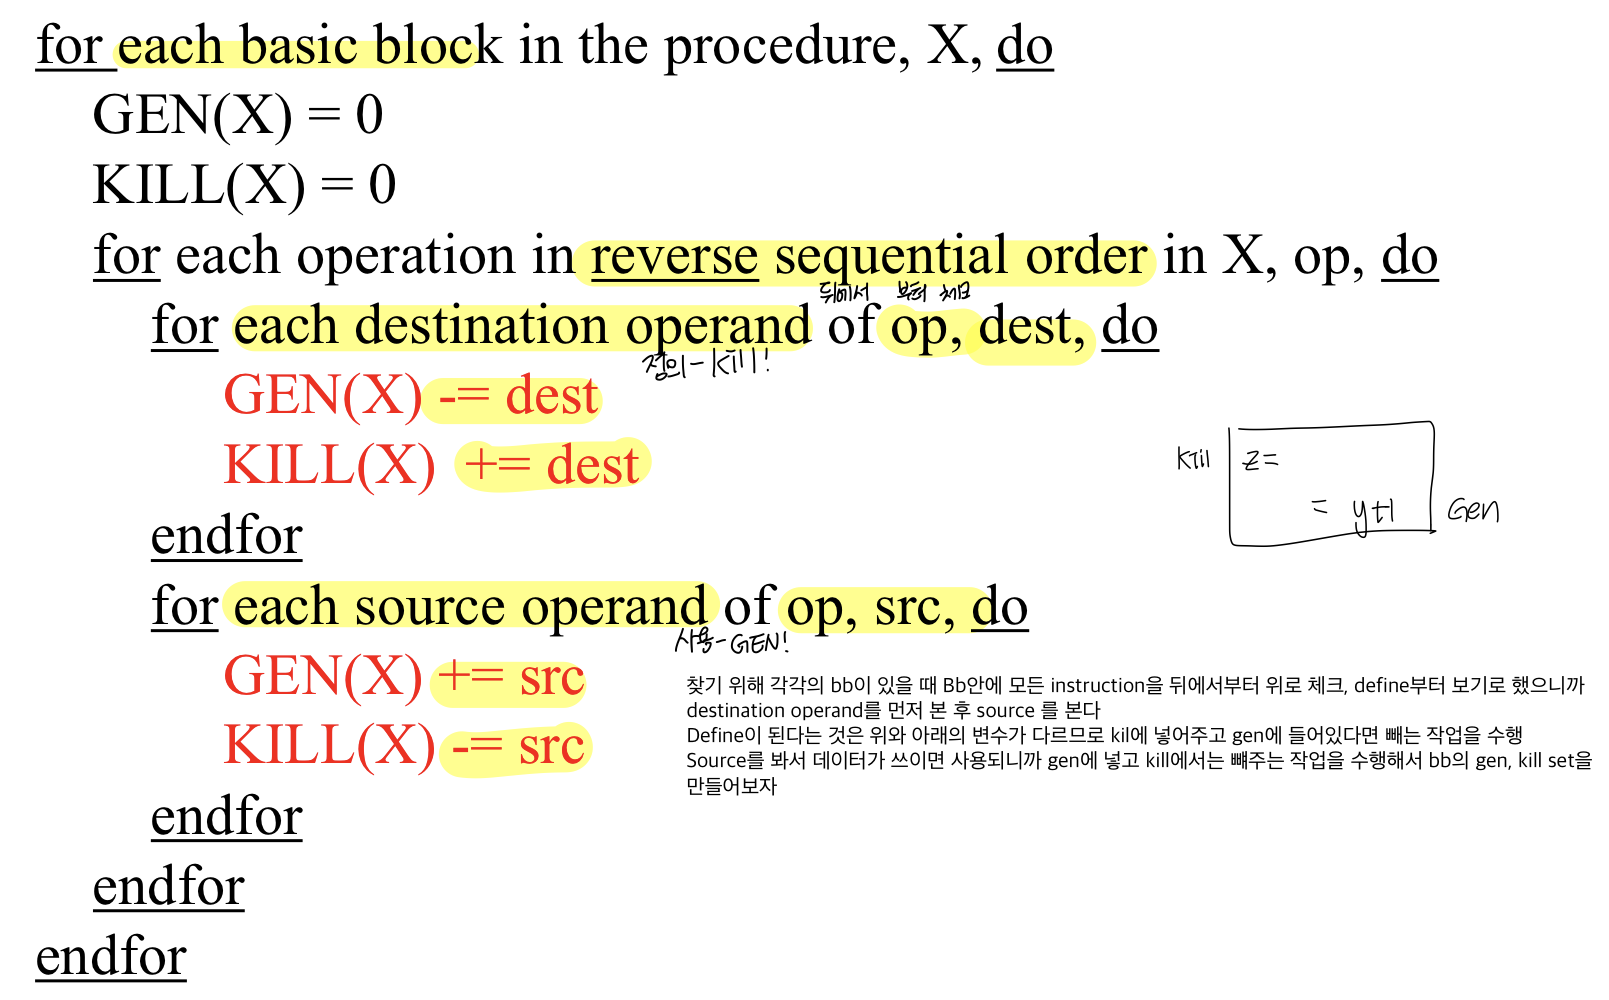 for each basic block in the procedure, X, do
GEN(X) = 0
KILL(X) = 0
for each operation in reverse sequential order in X, op, do
뒤에서 부터 체크
for each destination operand of op, dest, do
정의-kill!
GEN(X) -= dest
KILL(X) += dest
Kill
z=
= y+1
Gen
endfor
for each source operand of op, src, do
사용-GEN!
GEN(X) += src
KILL(X) -= src
찾기 위해 각각의 bb이 있을 때 Bb안에 모든 instruction을 뒤에서부터 위로 체크, define부터 보기로 했으니까
destination operand를 먼저 본 후 source 를 본다
Define이 된다는 것은 위와 아래의 변수가 다르므로 kil에 넣어주고 gen에 들어있다면 빼는 작업을 수행
Source를 봐서 데이터가 쓰이면 사용되니까 gen에 넣고 kill에서는 뺴주는 작업을 수행해서 bb의 gen, kill set을
만들어보자
endfor
endfor
endfor